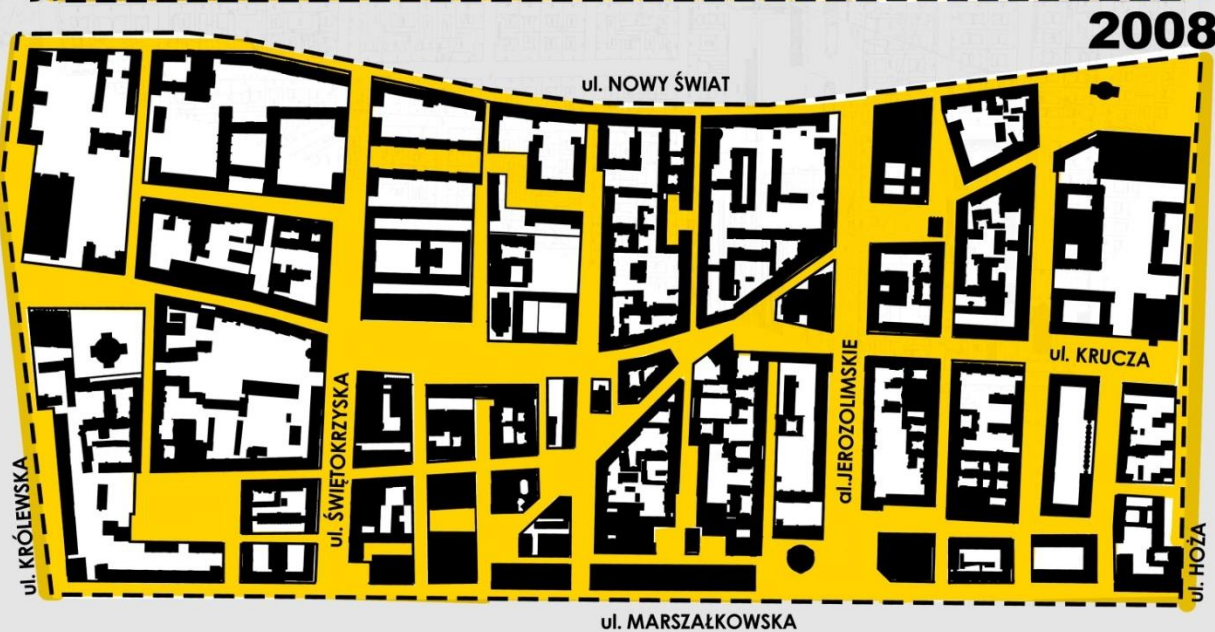 2008
ul. NOWY ŚWIAT
ul. KRUCZA
al.JEROZOLIMSKIE
ul. ŚWIĘTOKRZYSKA
ul. KRÓLEWSKA
ul. HOŻA
ul. MARSZAŁKOWSKA